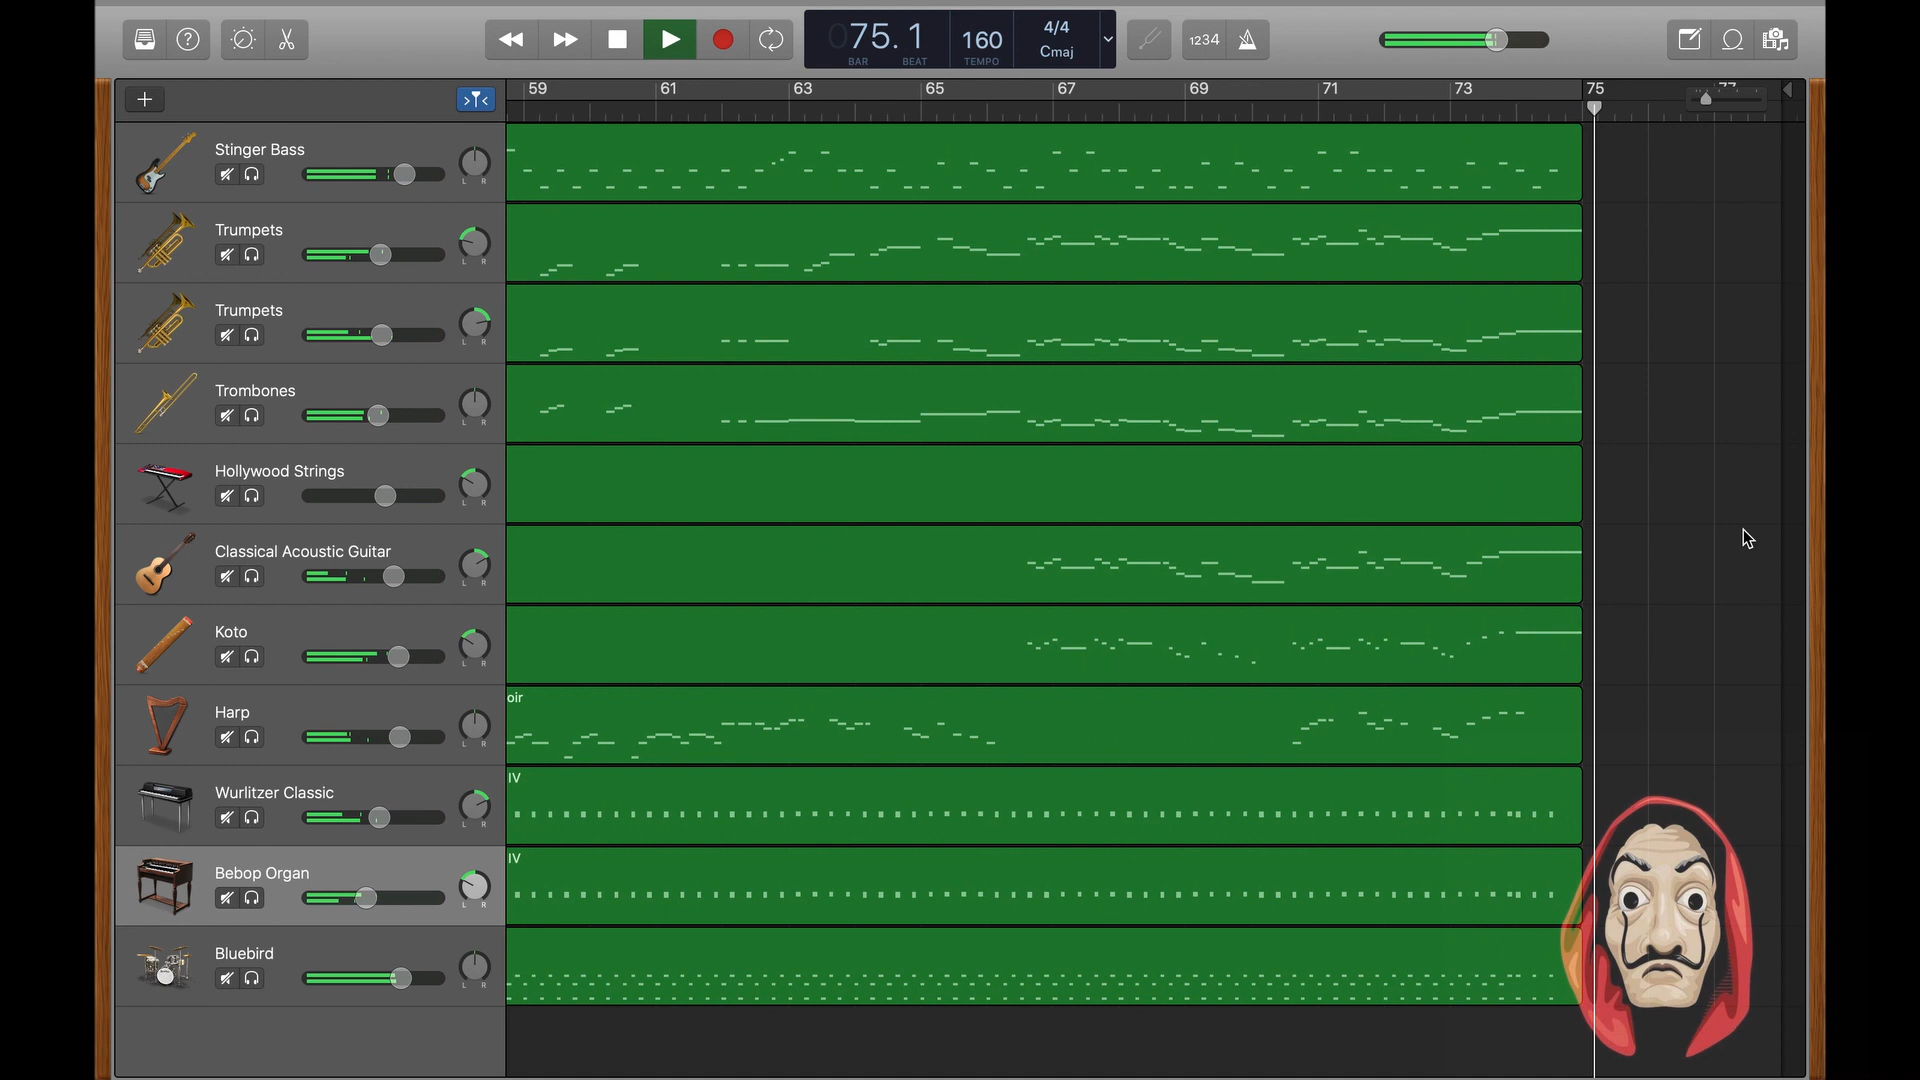 075.1
BAR BEAT
160
TEMPO
4/4
Cmaj
1234
59 61 63 65 67 69 71 73 75 77
Stinger Bass
L R
Trumpets
L R
Trumpets
L R
Trombones
L R
Hollywood Strings
L R
Classical Acoustic Guitar
L R
Koto
L R
Harp
L R
oir
Wurlitzer Classic
L R
IV
Bebop Organ
L R
IV
Bluebird
L R